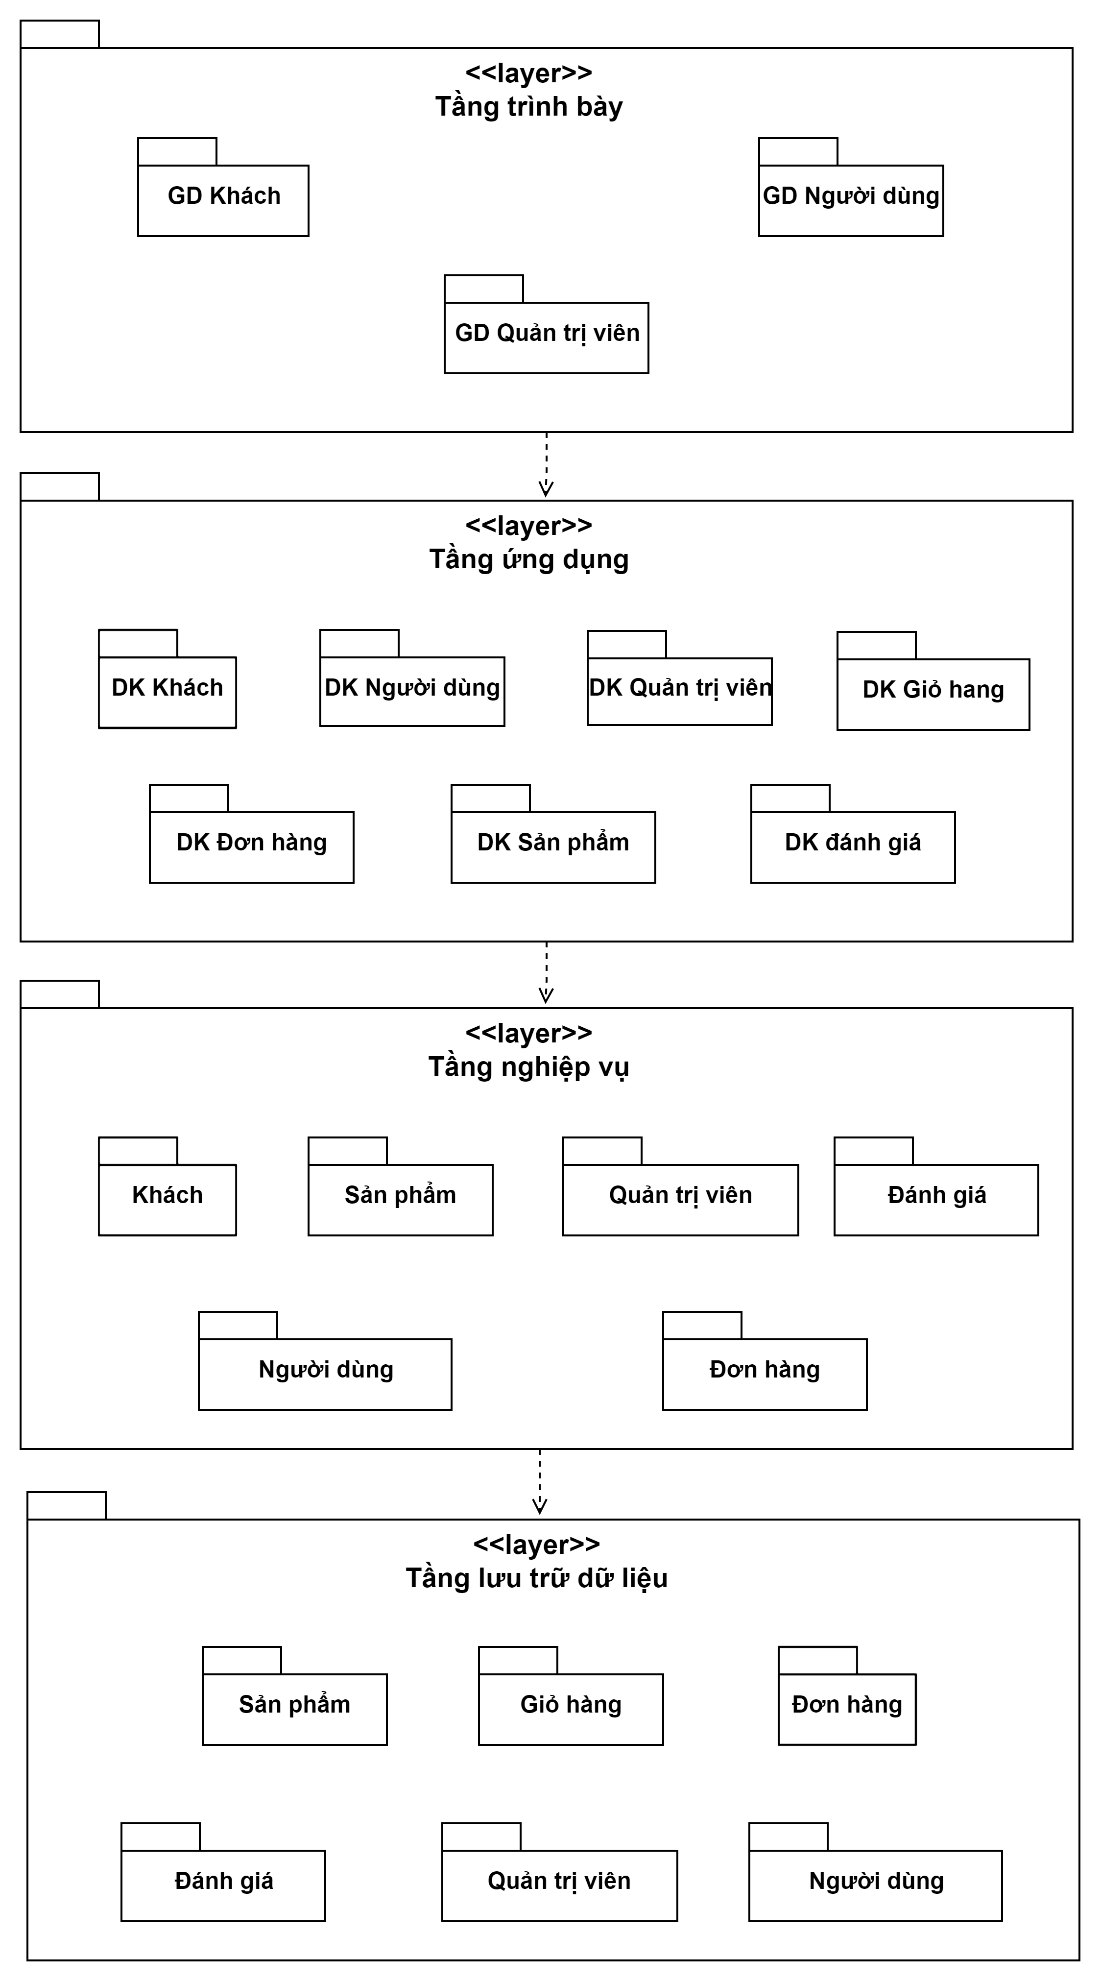 <<layer>>
Tầng trình bày
GD Khách
GD Người dùng
GD Quản trị viên
<<layer>>
Tầng ứng dụng
DK Khách
DK Người dùng
DK Quản trị viên
DK Giỏ hang
DK Đơn hàng
DK Sản phẩm
DK đánh giá
<<layer>>
Tầng nghiệp vụ
Khách
Sản phẩm
Quản trị viên
Đánh giá
Người dùng
Đơn hàng
<<layer>>
Tầng lưu trữ dữ liệu
Sản phẩm
Giỏ hàng
Đơn hàng
Đánh giá
Quản trị viên
Người dùng